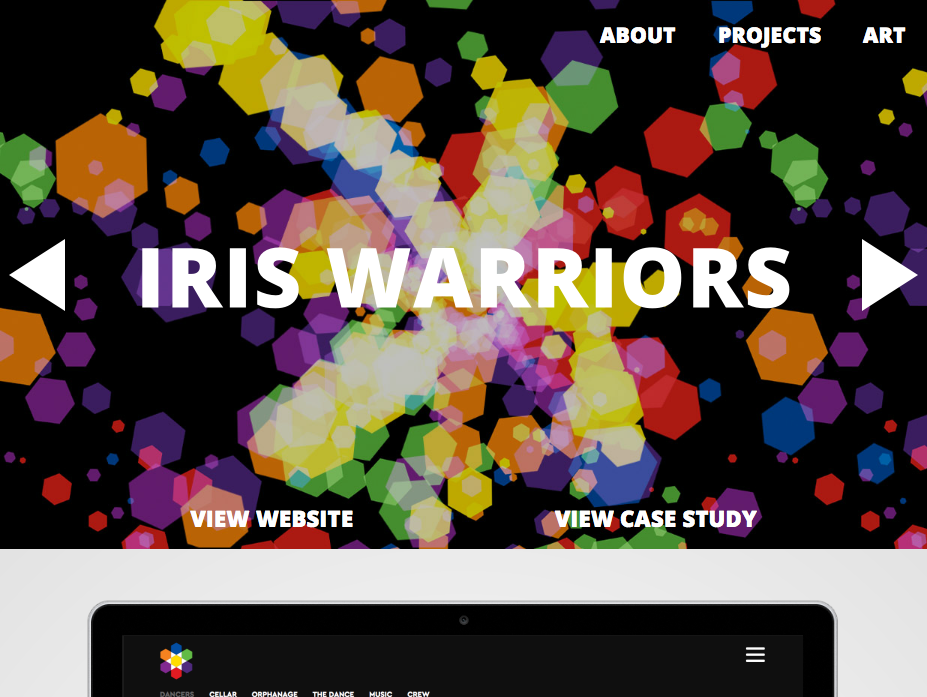 ABOUT PROJECTS ART
IRIS WARRIORS
VIEW WEBSITE VIEW CASE STUDY
DANCERS CELLAR ORPHANAGE THE DANCE MUSIC CREW